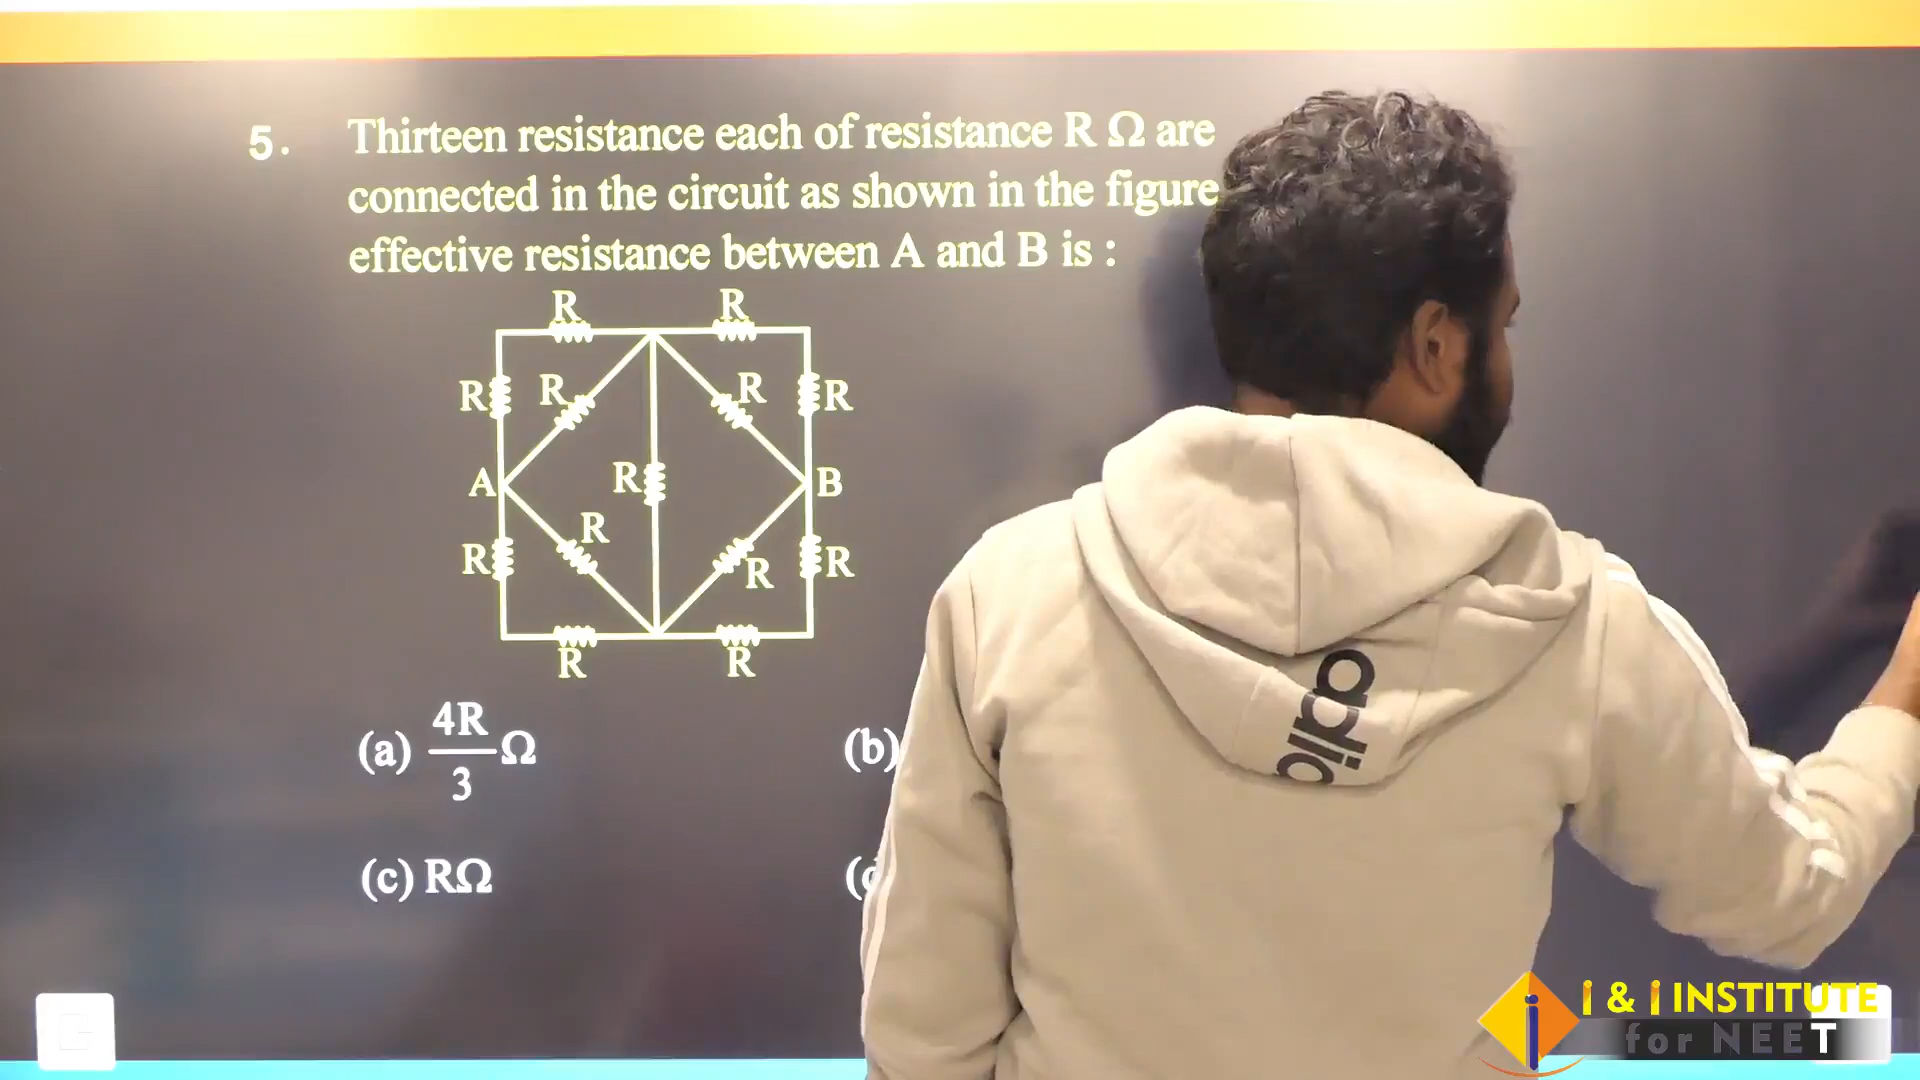 5. Thirteen resistance each of resistance R Ω are
connected in the circuit as shown in the figure
effective resistance between A and B is :
R R
R R R R
A R B
R R R R
R R
(a) 4R/3 Ω (b)
(c) RΩ
adid
i & i INSTITUTE
for NEET